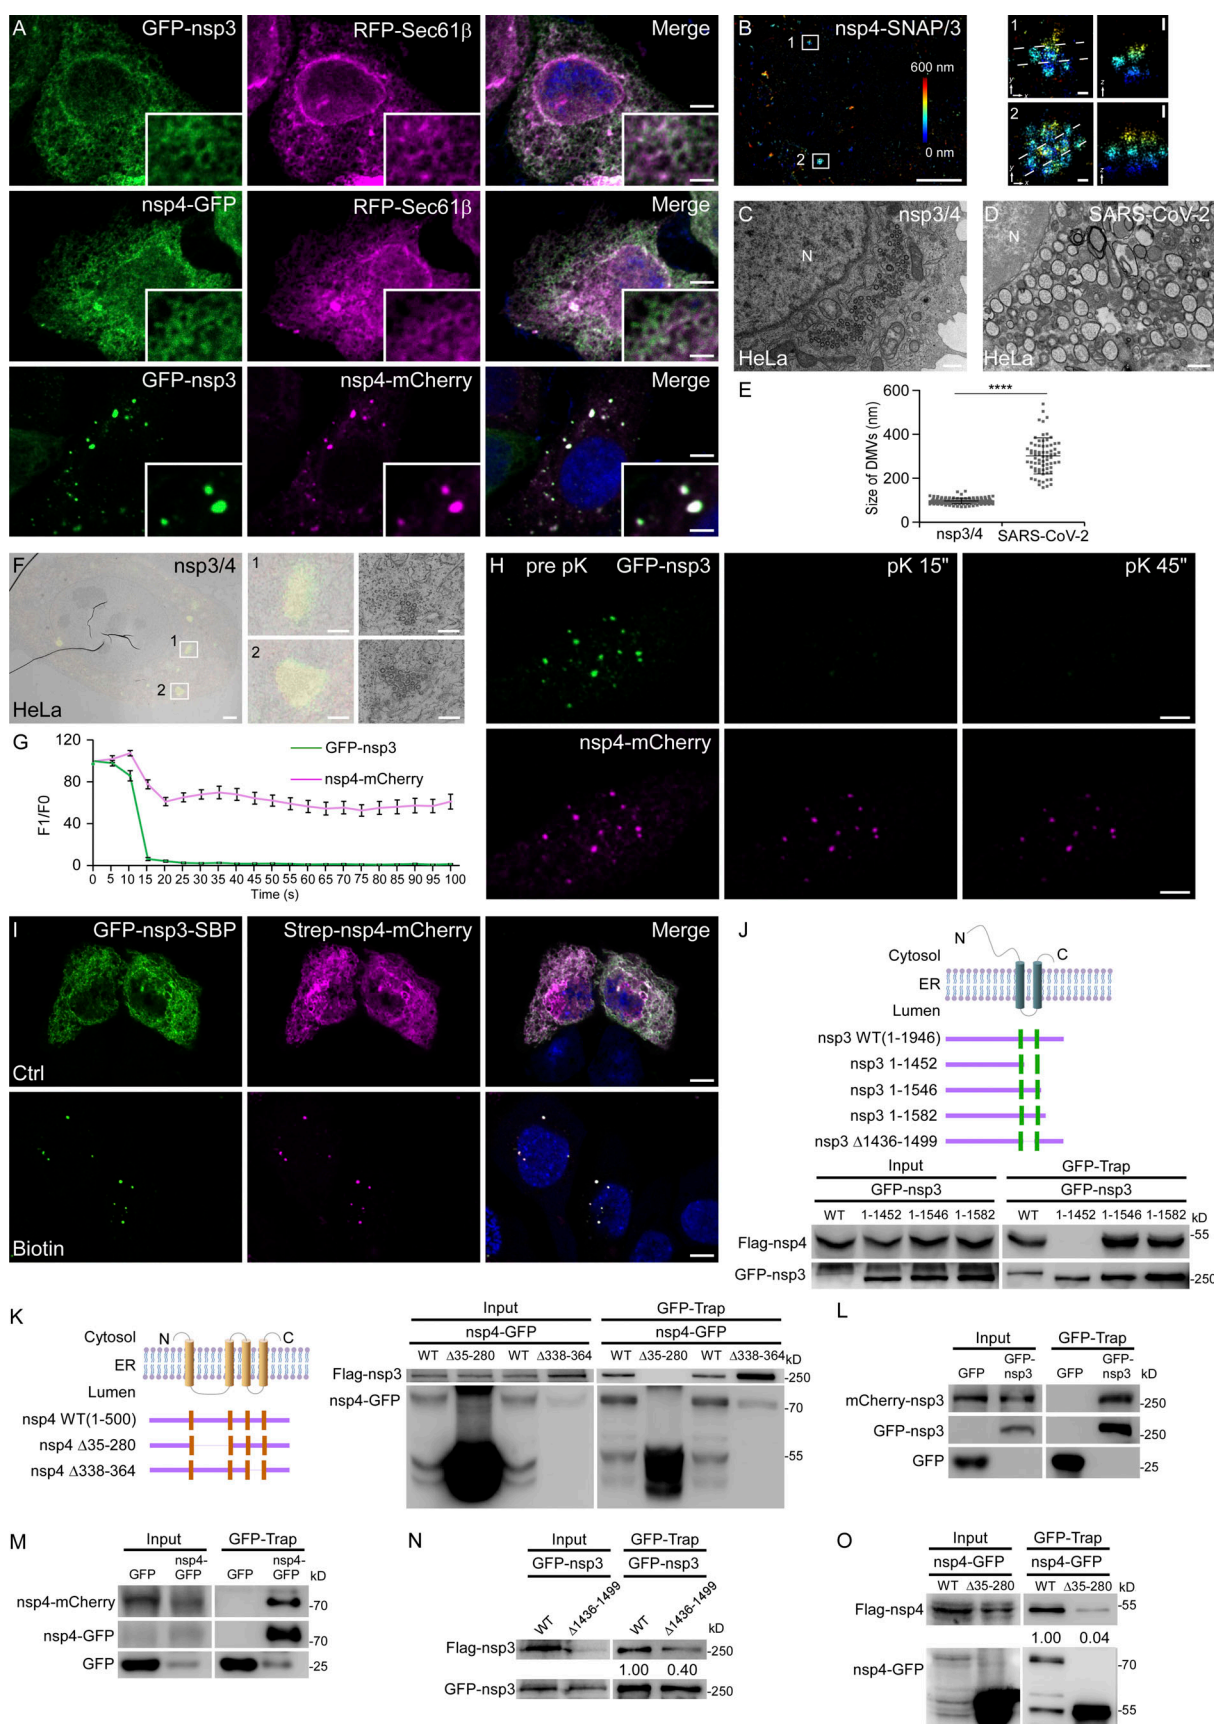 A
GFP-nsp3
RFP-Sec61β
Merge
nsp4-GFP
RFP-Sec61β
Merge
GFP-nsp3
nsp4-mCherry
Merge
B
nsp4-SNAP/3
1
2
600 nm
0 nm
1
y
x
z
2
y
x
z
C
nsp3/4
N
HeLa
D
SARS-CoV-2
N
HeLa
E
Size of DMVs (nm)
600
400
200
0
****
nsp3/4
SARS-CoV-2
F
nsp3/4
1
2
HeLa
1
2
G
F1/F0
120
80
40
0
GFP-nsp3
nsp4-mCherry
0 5 10 15 20 25 30 35 40 45 50 55 60 65 70 75 80 85 90 95 100
Time (s)
H
pre pK
GFP-nsp3
pK 15"
pK 45"
nsp4-mCherry
I
GFP-nsp3-SBP
Strep-nsp4-mCherry
Merge
Ctrl
Biotin
J
N
C
Cytosol
ER
Lumen
nsp3 WT(1-1946)
nsp3 1-1452
nsp3 1-1546
nsp3 1-1582
nsp3 Δ1436-1499
Input
GFP-Trap
GFP-nsp3
GFP-nsp3
WT 1-1452 1-1546 1-1582
WT 1-1452 1-1546 1-1582 kD
Flag-nsp4
-55
GFP-nsp3
-250
K
Cytosol
N
C
ER
Lumen
nsp4 WT(1-500)
nsp4 Δ35-280
nsp4 Δ338-364
Input
GFP-Trap
nsp4-GFP
nsp4-GFP
WT Δ35-280 WT Δ338-364
WT Δ35-280 WT Δ338-364 kD
Flag-nsp3
-250
nsp4-GFP
-70
-55
L
Input
GFP-Trap
GFP
GFP-nsp3
GFP
GFP-nsp3
kD
mCherry-nsp3
-250
GFP-nsp3
-250
GFP
-25
M
Input
GFP-Trap
GFP
nsp4-GFP
GFP
nsp4-GFP
kD
nsp4-mCherry
-70
nsp4-GFP
-70
GFP
-25
N
Input
GFP-Trap
GFP-nsp3
GFP-nsp3
WT
Δ1436-1499
WT
Δ1436-1499
kD
Flag-nsp3
-250
1.00 0.40
GFP-nsp3
-250
O
Input
GFP-Trap
nsp4-GFP
nsp4-GFP
WT Δ35-280
WT Δ35-280
kD
Flag-nsp4
-55
1.00 0.04
nsp4-GFP
-70
-55